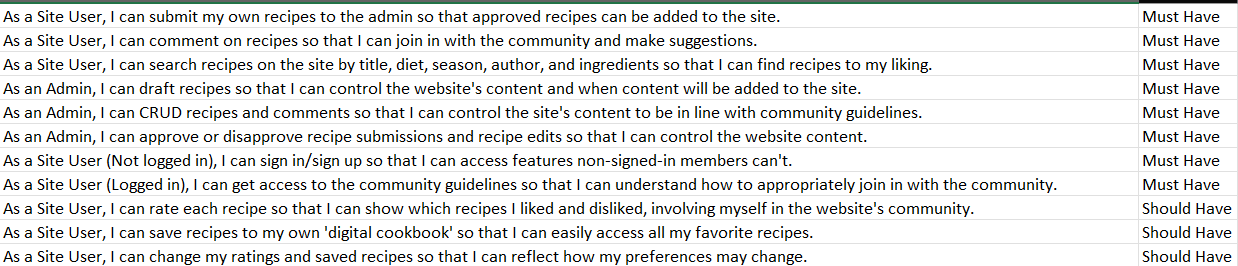 As a Site User, I can submit my own recipes to the admin so that approved recipes can be added to the site. Must Have
As a Site User, I can comment on recipes so that I can join in with the community and make suggestions. Must Have
As a Site User, I can search recipes on the site by title, diet, season, author, and ingredients so that I can find recipes to my liking. Must Have
As an Admin, I can draft recipes so that I can control the website's content and when content will be added to the site. Must Have
As an Admin, I can CRUD recipes and comments so that I can control the site's content to be in line with community guidelines. Must Have
As an Admin, I can approve or disapprove recipe submissions and recipe edits so that I can control the website content. Must Have
As a Site User (Not logged in), I can sign in/sign up so that I can access features non-signed-in members can't. Must Have
As a Site User (Logged in), I can get access to the community guidelines so that I can understand how to appropriately join in with the community. Must Have
As a Site User, I can rate each recipe so that I can show which recipes I liked and disliked, involving myself in the website's community. Should Have
As a Site User, I can save recipes to my own 'digital cookbook' so that I can easily access all my favorite recipes. Should Have
As a Site User, I can change my ratings and saved recipes so that I can reflect how my preferences may change. Should Have